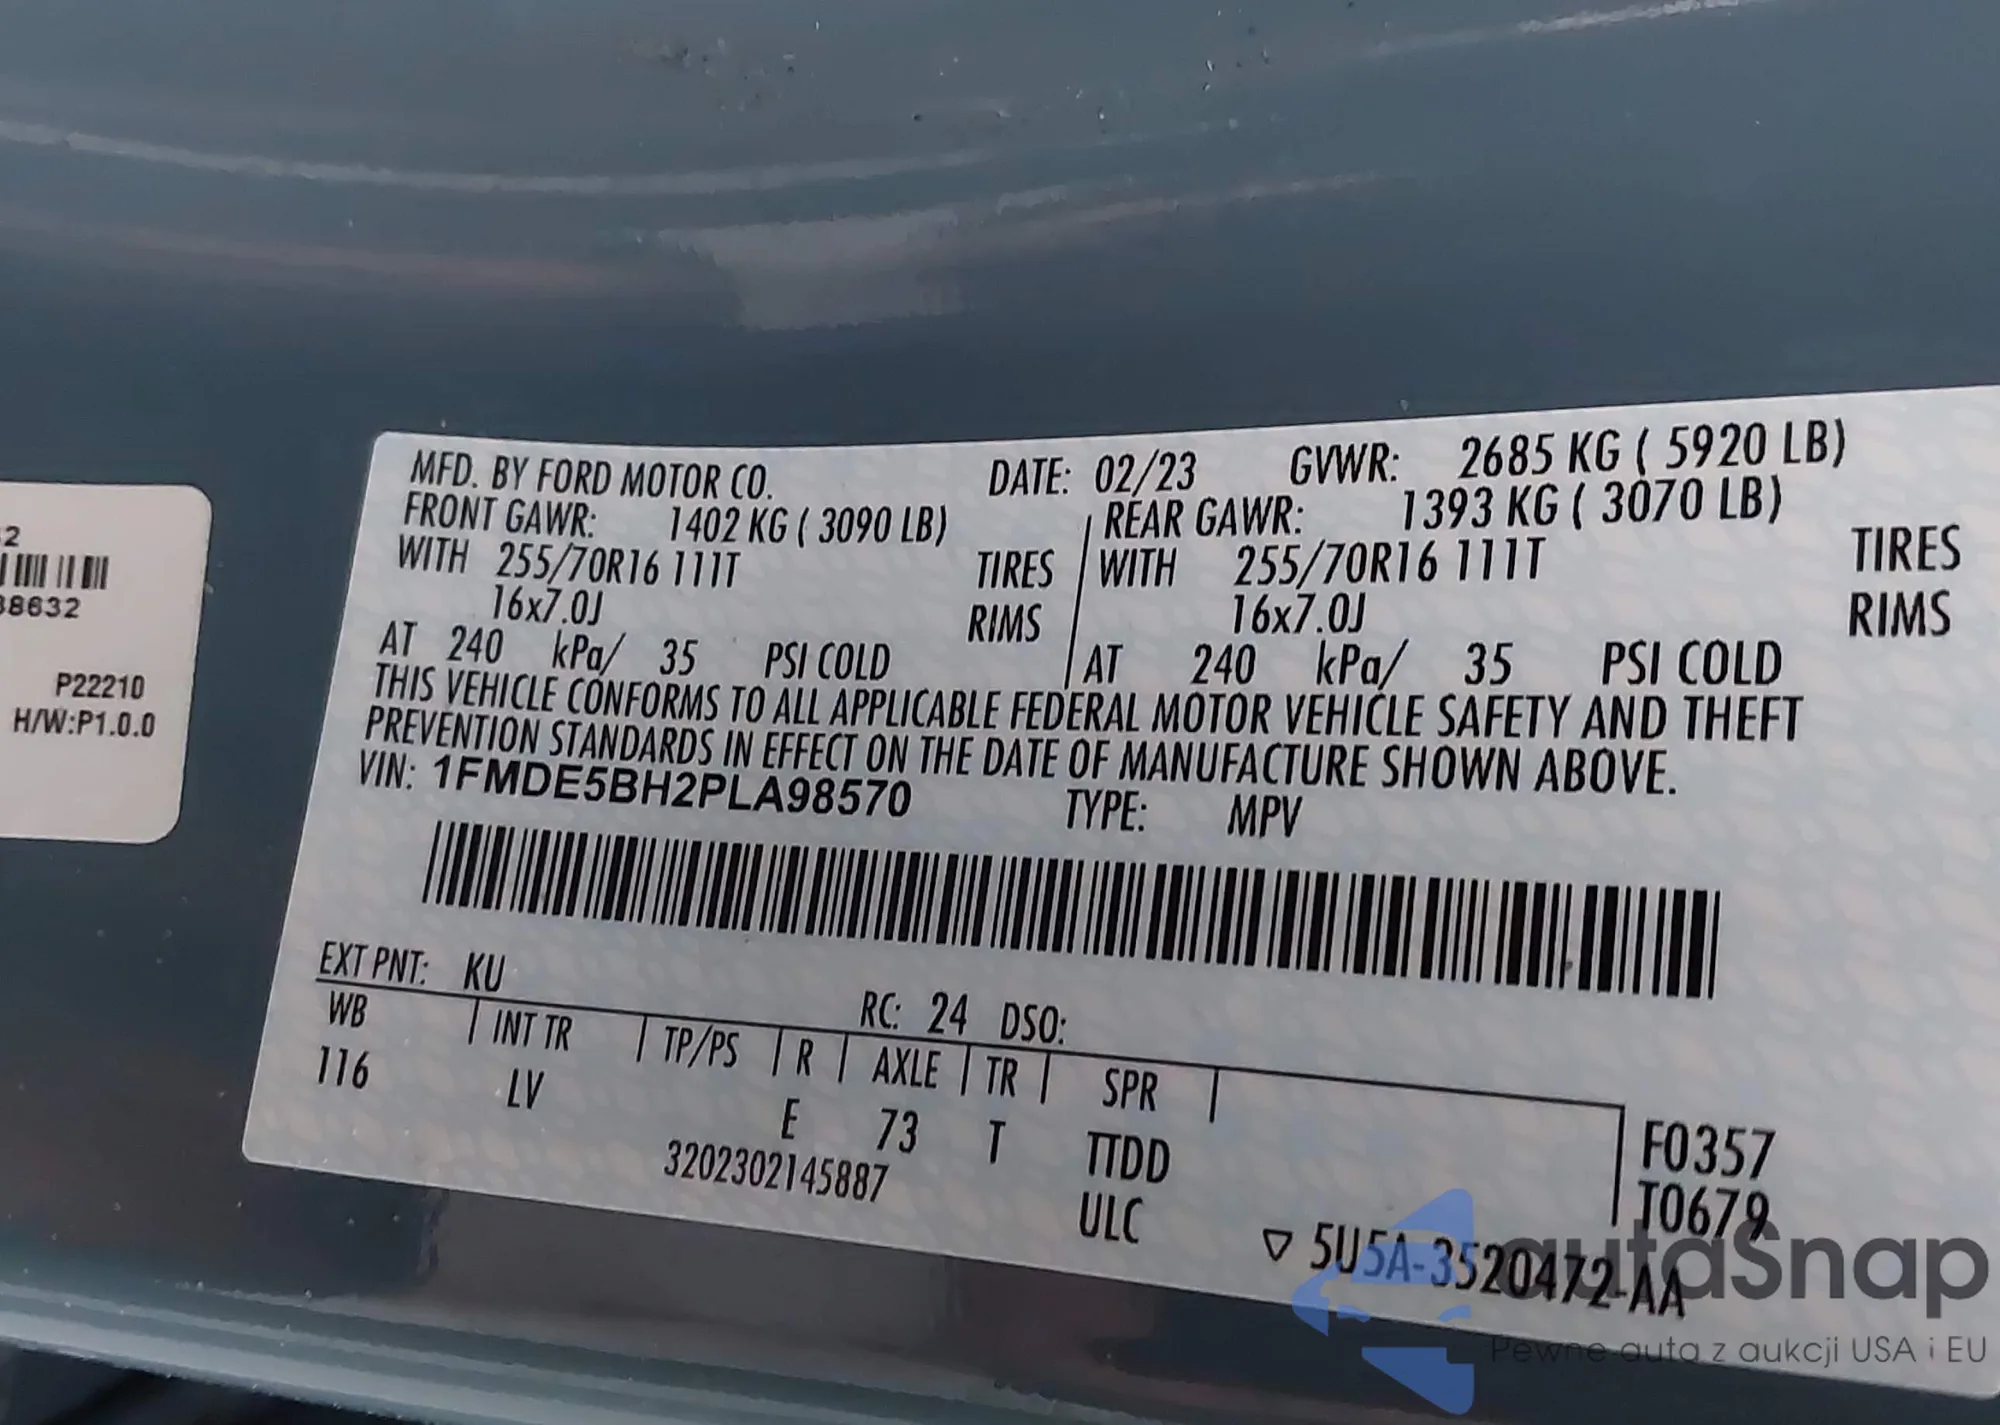 2
38632
P22210
H/W:P1.0.0
MFD. BY FORD MOTOR CO. DATE: 02/23 GVWR: 2685 KG ( 5920 LB)
FRONT GAWR: 1402 KG ( 3090 LB) REAR GAWR: 1393 KG ( 3070 LB)
WITH 255/70R16 111T TIRES WITH 255/70R16 111T TIRES
16x7.0J RIMS 16x7.0J RIMS
AT 240 kPa/ 35 PSI COLD AT 240 kPa/ 35 PSI COLD
THIS VEHICLE CONFORMS TO ALL APPLICABLE FEDERAL MOTOR VEHICLE SAFETY AND THEFT
PREVENTION STANDARDS IN EFFECT ON THE DATE OF MANUFACTURE SHOWN ABOVE.
VIN: 1FMDE5BH2PLA98570 TYPE: MPV
EXT PNT: KU RC: 24 DSO:
WB INT TR TP/PS R AXLE TR SPR
116 LV E 73 T TTDD F0357
3202302145887 ULC T0679
▽ 5U5A-3520472-AA
autaSnap
Pewne auta z aukcji USA i EU